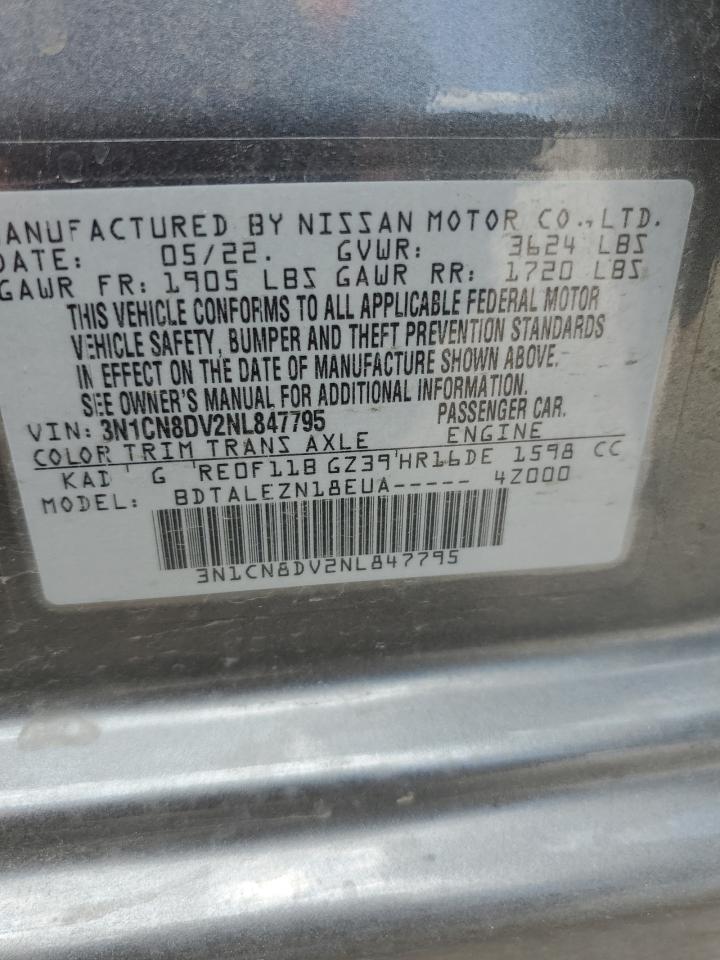 MANUFACTURED BY NISSAN MOTOR CO., LTD.
DATE: 05/22. GVWR: 3624 LBS
GAWR FR: 1905 LBS GAWR RR: 1720 LBS
THIS VEHICLE CONFORMS TO ALL APPLICABLE FEDERAL MOTOR
VEHICLE SAFETY, BUMPER AND THEFT PREVENTION STANDARDS
IN EFFECT ON THE DATE OF MANUFACTURE SHOWN ABOVE.
SEE OWNER'S MANUAL FOR ADDITIONAL INFORMATION.
VIN: 3N1CN8DV2NL847795 PASSENGER CAR.
COLOR TRIM TRANS AXLE ENGINE
KAD G RE0F11B GZ39 HR16DE 1598 CC
MODEL: BDTALEZN18EUA----- 4Z000
3N1CN8DV2NL847795